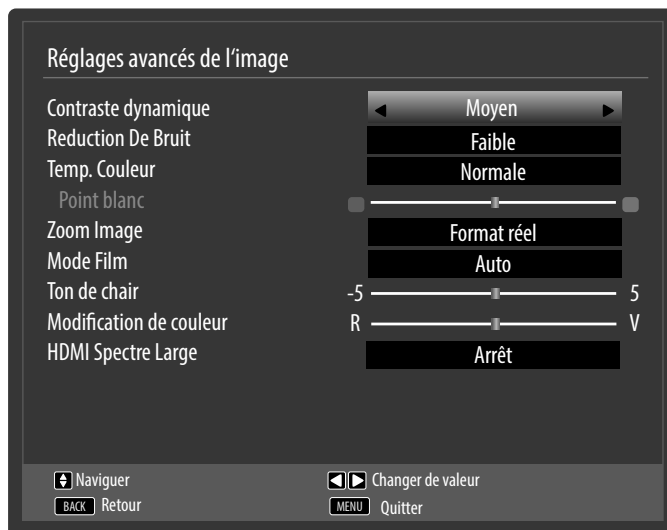 Réglages avancés de l‘image
Contraste dynamique Moyen
Reduction De Bruit Faible
Temp. Couleur Normale
Point blanc
Zoom Image Format réel
Mode Film Auto
Ton de chair -5 5
Modification de couleur R V
HDMI Spectre Large Arrêt
Naviguer Changer de valeur
BACK Retour MENU Quitter